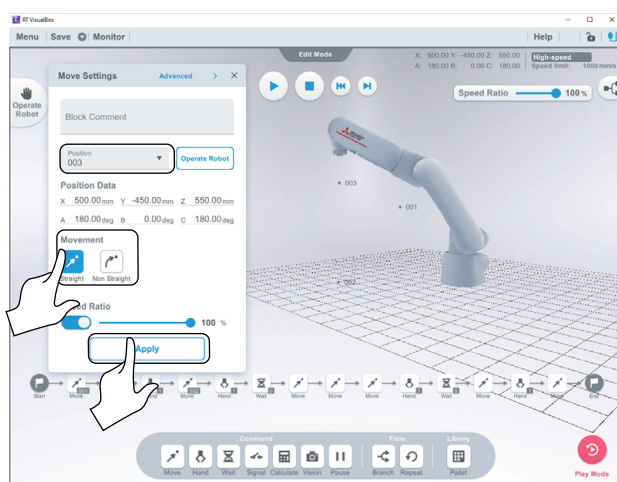 RT VisualBox
Menu Save Monitor Help
Edit Mode
X: 500.00 Y: -450.00 Z: 550.00
A: 180.00 B: 0.00 C: 180.00
High-speed
Speed limit: 1000 mm/s
Operate
Robot
Move Settings Advanced > ×
Speed Ratio 100 %
Block Comment
Position
003 ▼
Operate Robot
Position Data
X 500.00 mm Y -450.00 mm Z 550.00 mm
A 180.00 deg B 0.00 deg C 180.00 deg
Movement
Straight Non Straight
Ratio
100 %
Apply
003
001
Start Move Hand Move Hand Wait Move Move Move Hand Wait Move Hand Move End
Command Flow Library
Move Hand Wait Signal Calculate Vision Pause Branch Repeat Pallet
Play Mode